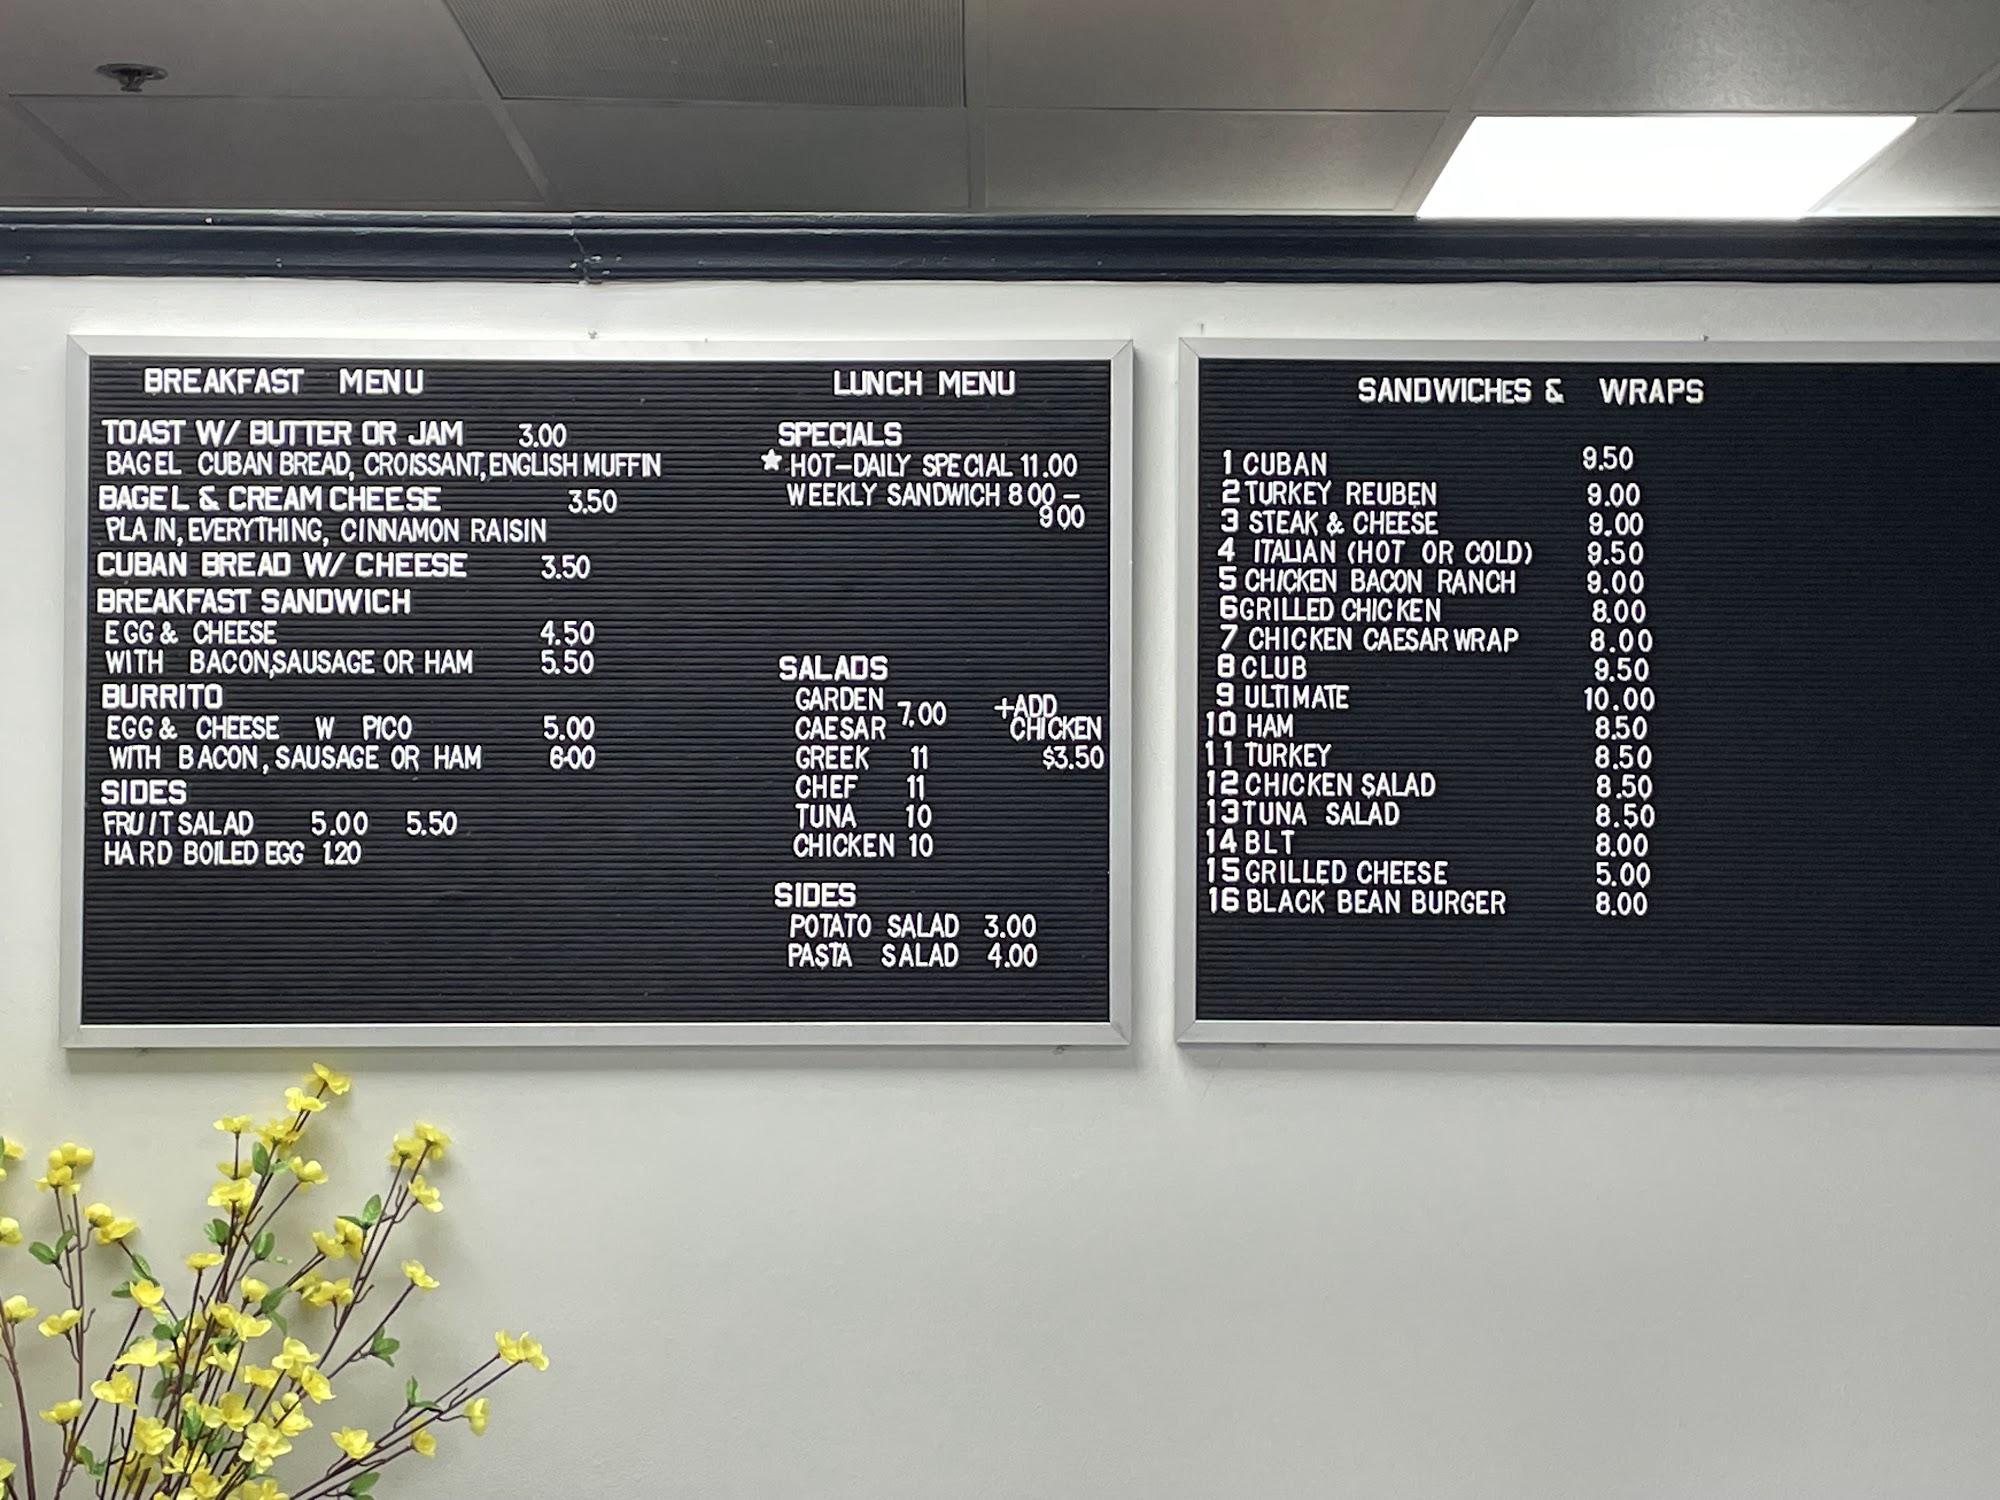 BREAKFAST MENU
TOAST W/ BUTTER OR JAM 3.00
BAGEL CUBAN BREAD, CROISSANT, ENGLISH MUFFIN
BAGEL & CREAM CHEESE 3.50
PLAIN, EVERYTHING, CINNAMON RAISIN
CUBAN BREAD W/ CHEESE 3.50
BREAKFAST SANDWICH
EGG & CHEESE 4.50
WITH BACON, SAUSAGE OR HAM 5.50
BURRITO
EGG & CHEESE W PICO 5.00
WITH BACON, SAUSAGE OR HAM 6.00
SIDES
FRUIT SALAD 5.00 5.50
HARD BOILED EGG 1.20
LUNCH MENU
SPECIALS
★ HOT-DAILY SPECIAL 11.00
WEEKLY SANDWICH 8 00 –
9 00
SALADS
GARDEN
CAESAR 7.00
+ADD
CHICKEN
$3.50
GREEK 11
CHEF 11
TUNA 10
CHICKEN 10
SIDES
POTATO SALAD 3.00
PASTA SALAD 4.00
SANDWICHES & WRAPS
1 CUBAN 9.50
2 TURKEY REUBEN 9.00
3 STEAK & CHEESE 9.00
4 ITALIAN (HOT OR COLD) 9.50
5 CHICKEN BACON RANCH 9.00
6 GRILLED CHICKEN 8.00
7 CHICKEN CAESAR WRAP 8.00
8 CLUB 9.50
9 ULTIMATE 10.00
10 HAM 8.50
11 TURKEY 8.50
12 CHICKEN SALAD 8.50
13 TUNA SALAD 8.50
14 BLT 8.00
15 GRILLED CHEESE 5.00
16 BLACK BEAN BURGER 8.00